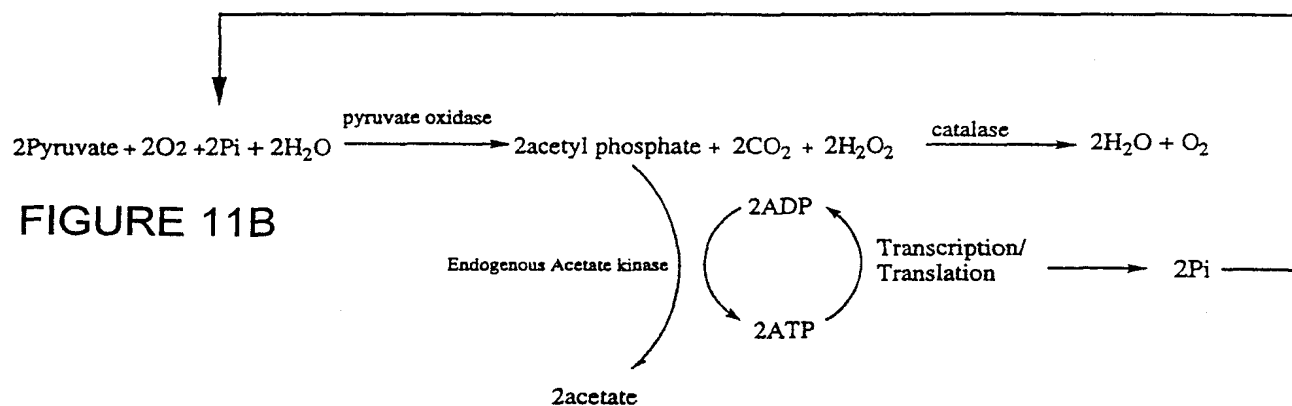 pyruvate oxidase
catalase
2Pyruvate + 2O2 +2Pi + 2H₂O 2acetyl phosphate + 2CO₂ + 2H₂O₂ 2H₂O + O₂
FIGURE 11B
2ADP
Endogenous Acetate kinase
Transcription/
Translation
2Pi
2ATP
2acetate